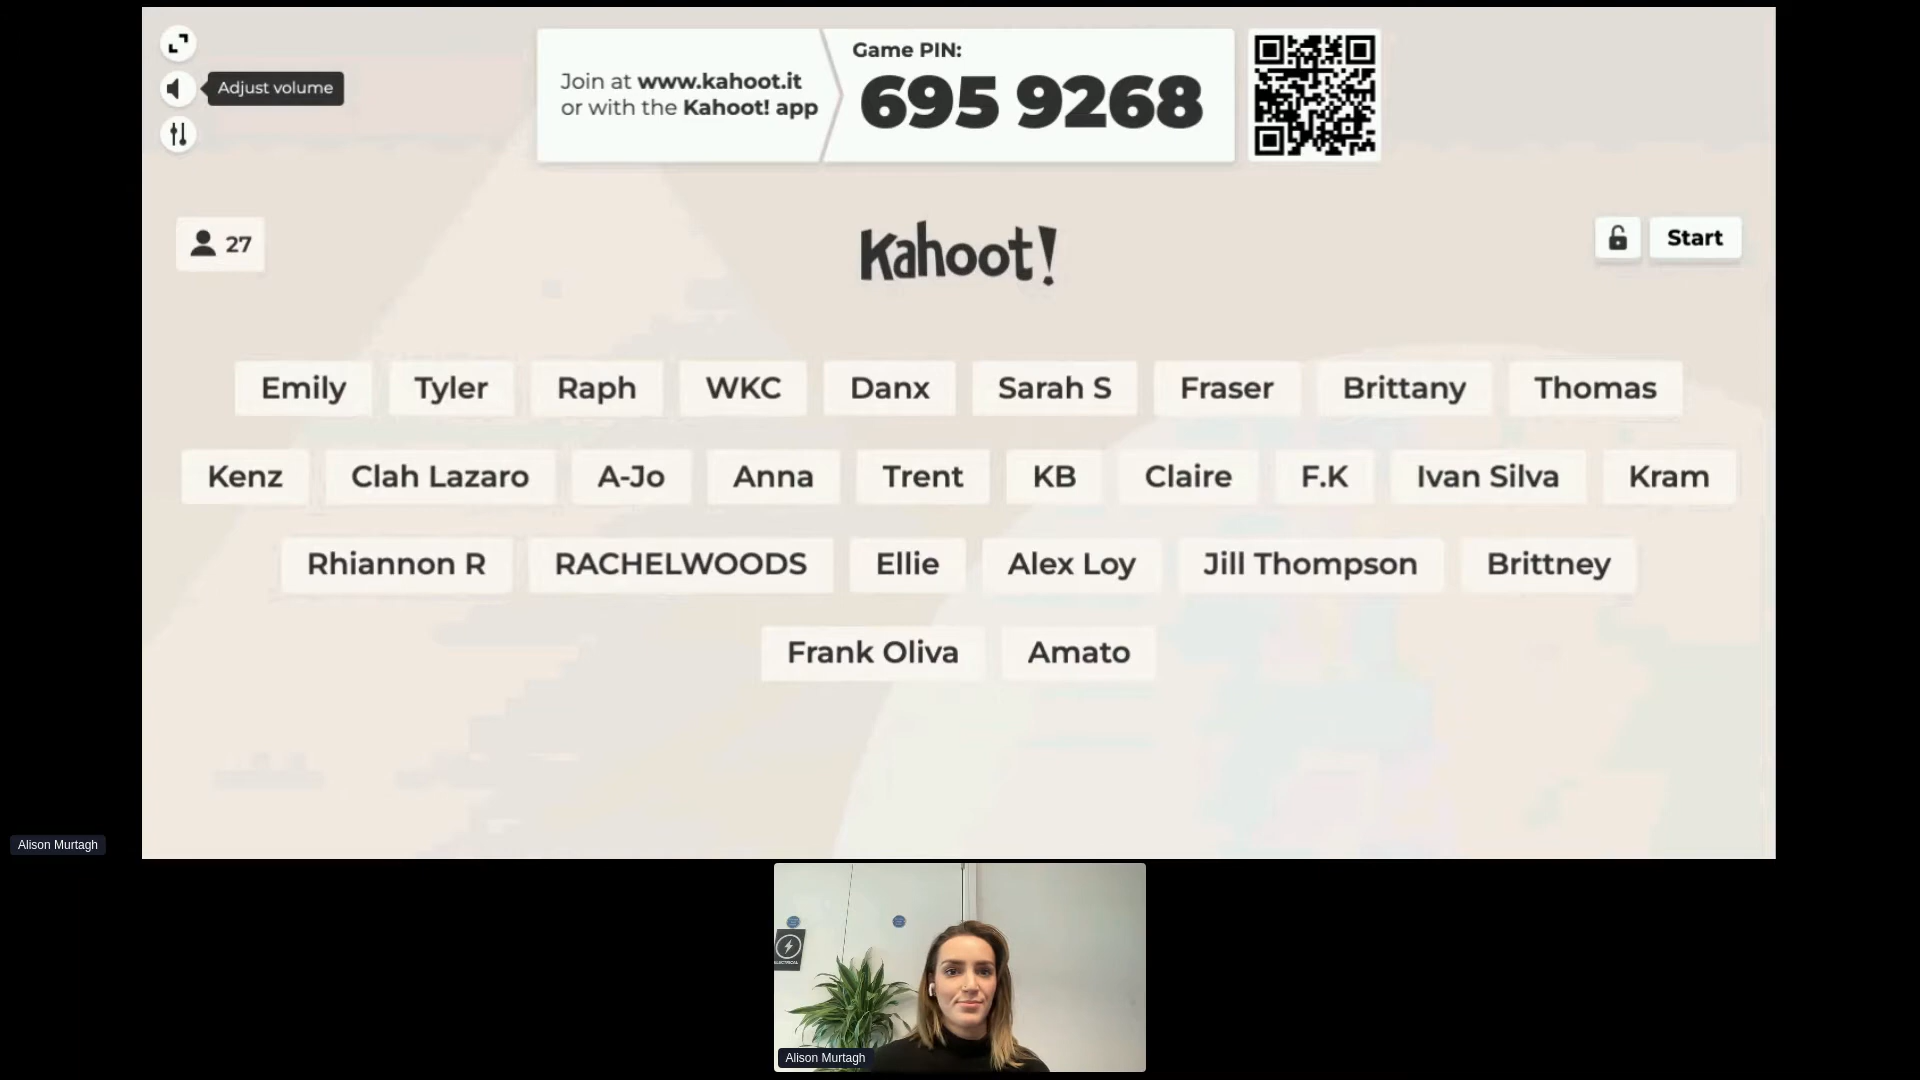 Adjust volume
Join at www.kahoot.it
or with the Kahoot! app
Game PIN:
695 9268
27
Kahoot!
Start
Emily Tyler Raph WKC Danx Sarah S Fraser Brittany Thomas
Kenz Clah Lazaro A-Jo Anna Trent KB Claire F.K Ivan Silva Kram
Rhiannon R RACHELWOODS Ellie Alex Loy Jill Thompson Brittney
Frank Oliva Amato
Alison Murtagh
Alison Murtagh